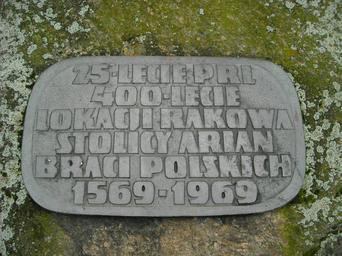 25-LECIE PRL
400-LECIE
LOKACJI RAKOWA
STOLICY ARIAN
BRACI POLSKICH
1569-1969